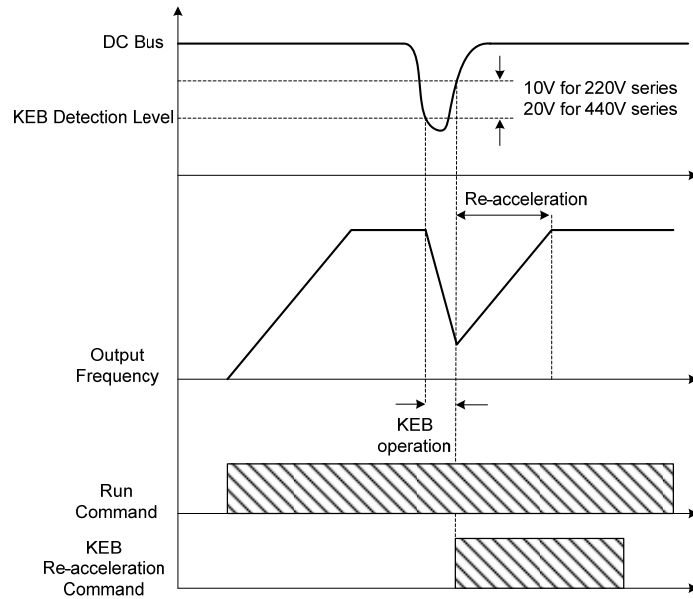 DC Bus
10V for 220V series
20V for 440V series
KEB Detection Level
Re-acceleration
Output
Frequency
KEB
operation
Run
Command
KEB
Re-acceleration
Command